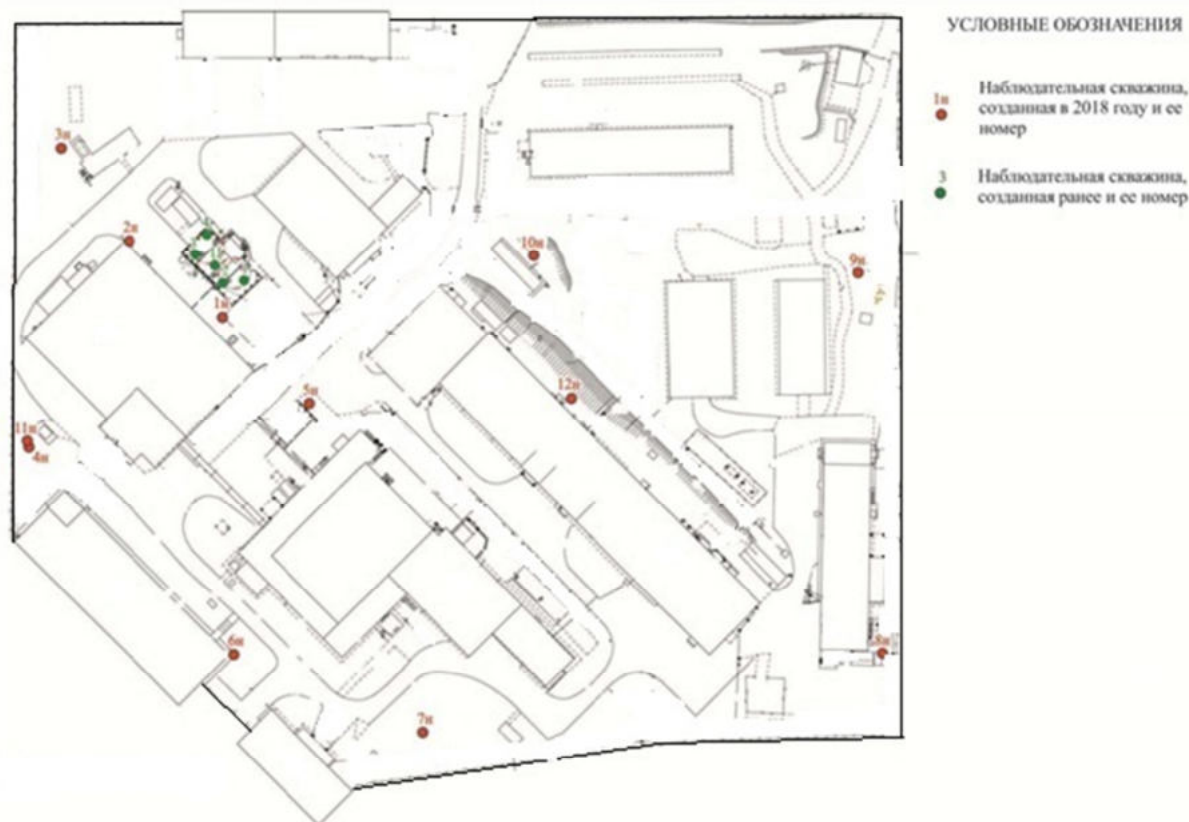 УСЛОВНЫЕ ОБОЗНАЧЕНИЯ
1н
Наблюдательная скважина,
созданная в 2018 году и ее
номер
3
Наблюдательная скважина,
созданная ранее и ее номер
3н
2н
10н
9н
1н
12н
5н
11н
4н
6н
8н
7н